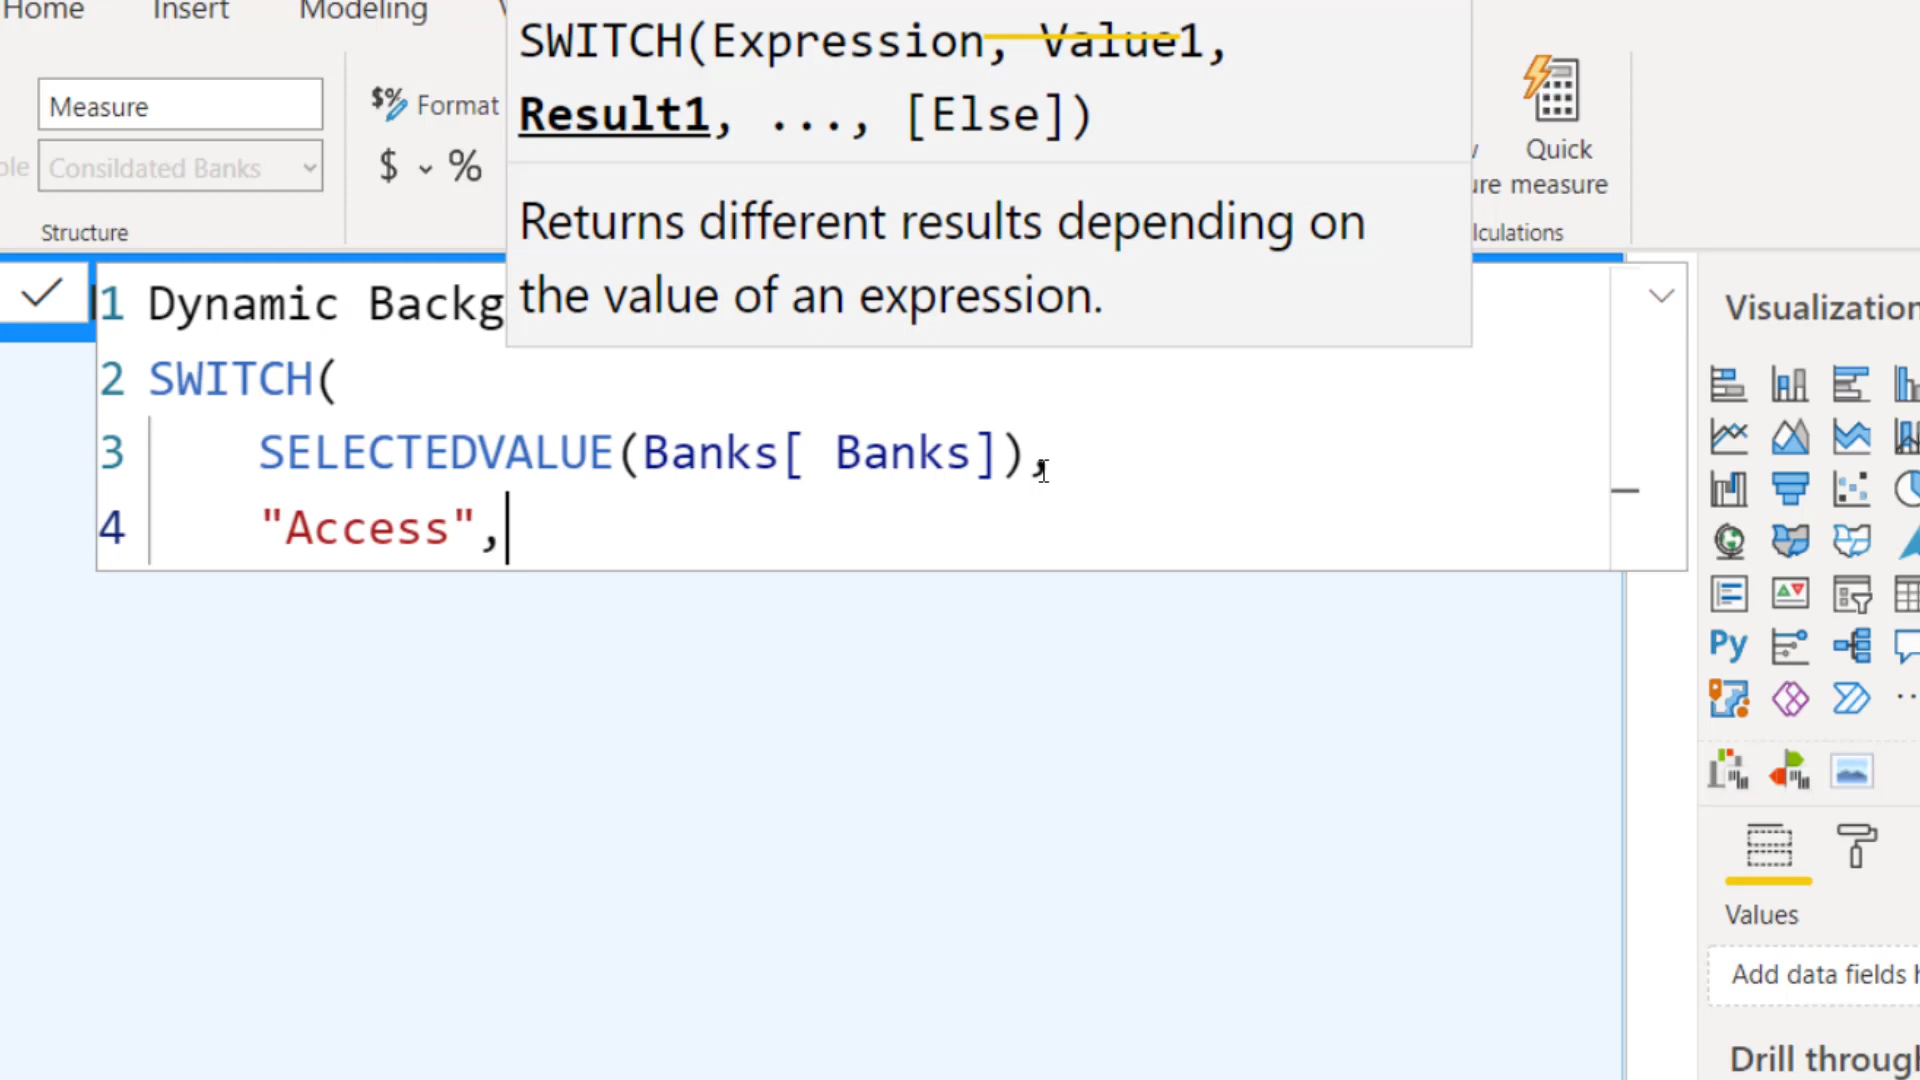 Home Insert Modeling
SWITCH(Expression, Value1,
Result1, ..., [Else])
Measure
Format
Quick
measure
Consildated Banks
$ %
Structure
Returns different results depending on
the value of an expression.
1 Dynamic Backg
2 SWITCH(
3 SELECTEDVALUE(Banks[ Banks]),
4 "Access",
Visualization
Py
Values
Add data fields h
Drill through